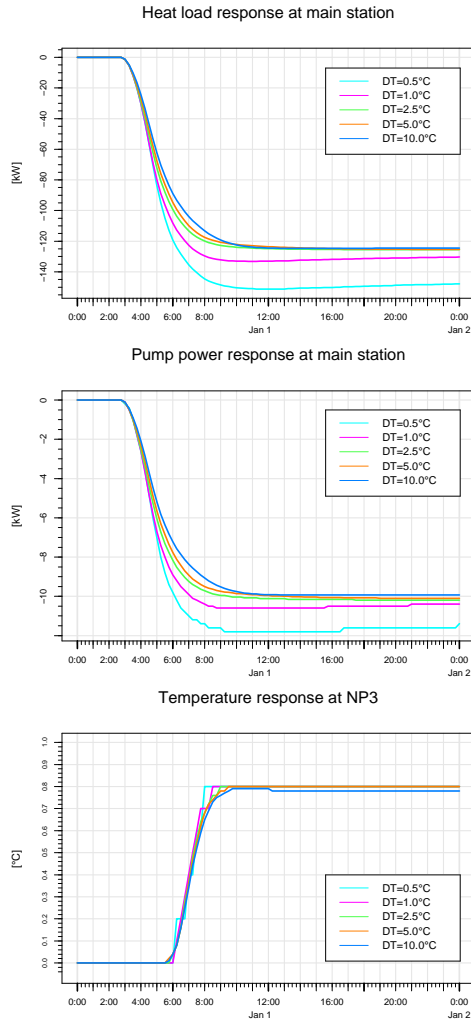 Heat load response at main station
[kW]
0
−20
−40
−60
−80
−100
−120
−140
DT=0.5°C
DT=1.0°C
DT=2.5°C
DT=5.0°C
DT=10.0°C
0:00 2:00 4:00 6:00 8:00 12:00 20:00 0:00
Jan 1 Jan 2
Pump power response at main station
[kW]
0
-2
-4
-6
-8
-10
DT=0.5°C
DT=1.0°C
DT=2.5°C
DT=5.0°C
DT=10.0°C
0:00 2:00 4:00 6:00 8:00 12:00 20:00 0:00
Jan 1 Jan 2
Temperature response at NP3
[°C]
1.0
0.9
0.8
0.7
0.6
0.5
0.4
0.3
0.2
0.1
0.0
DT=0.5°C
DT=1.0°C
DT=2.5°C
DT=5.0°C
DT=10.0°C
0:00 2:00 4:00 6:00 8:00 12:00 20:00 0:00
Jan 1 Jan 2